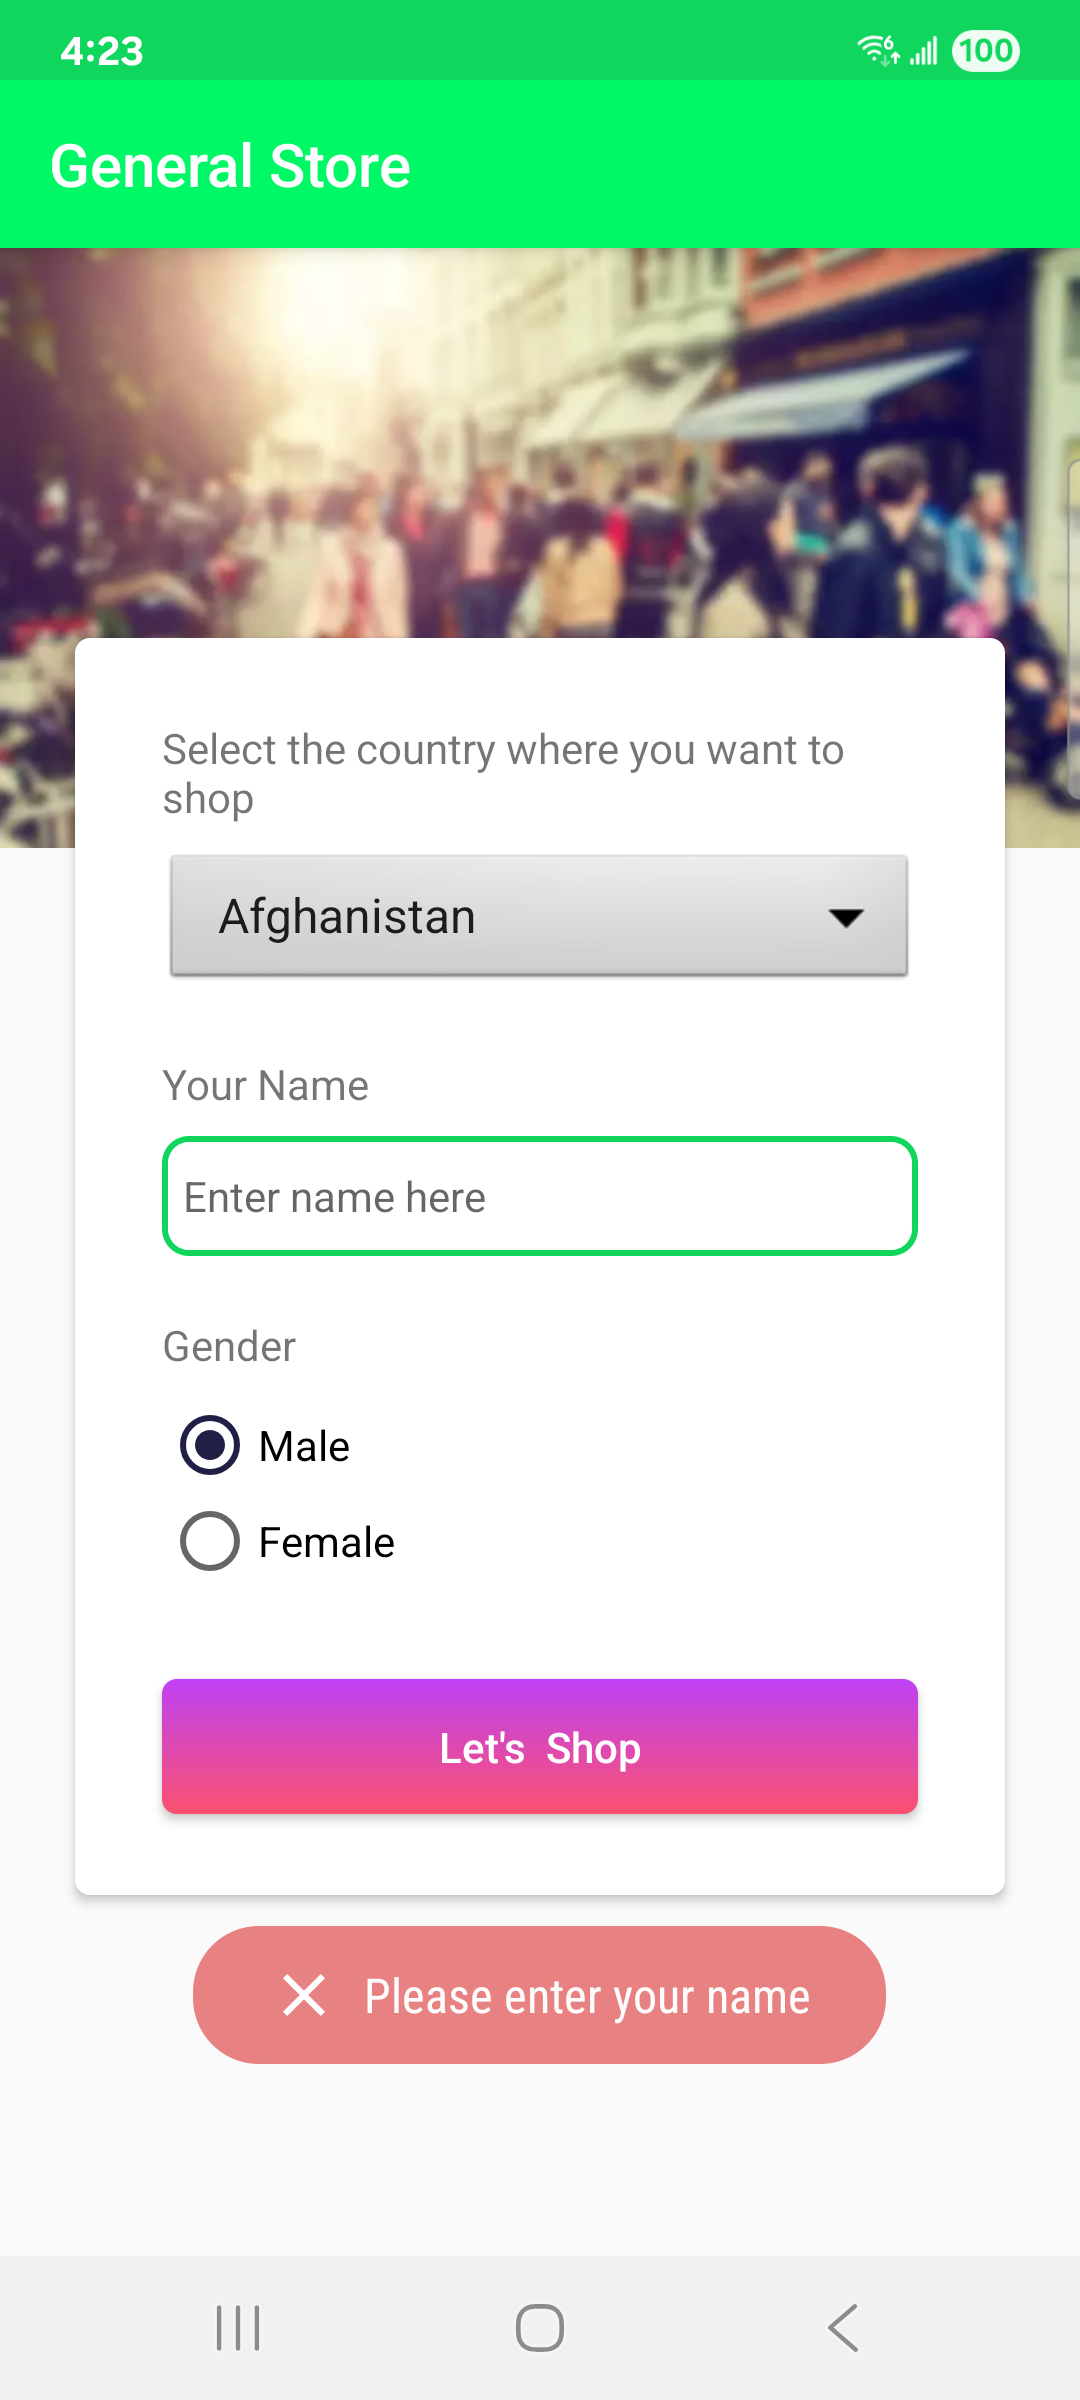 4:23
6
100
General Store
Select the country where you want to
shop
Afghanistan
Your Name
Enter name here
Gender
Male
Female
Let's  Shop
Please enter your name